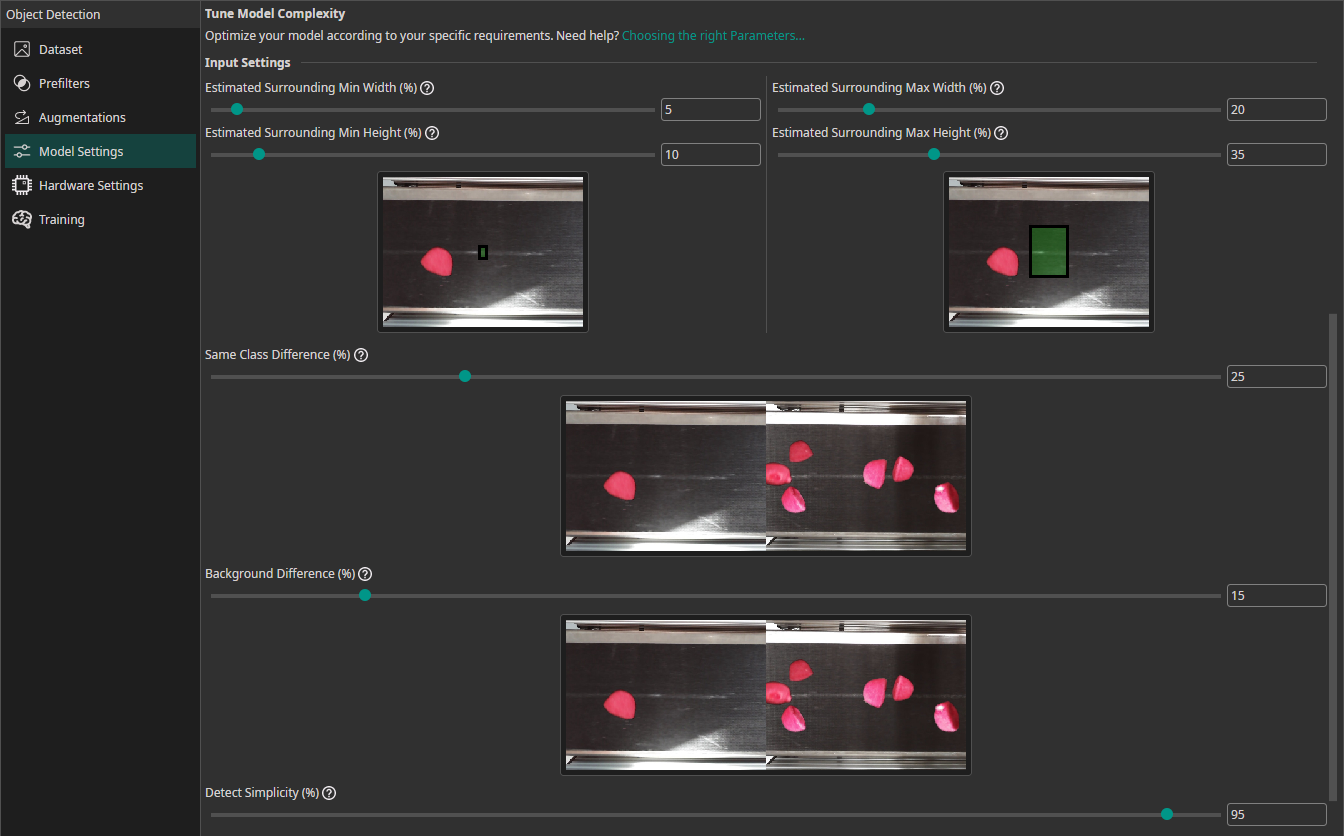 Object Detection
Dataset
Prefilters
Augmentations
Model Settings
Hardware Settings
Training
Tune Model Complexity
Optimize your model according to your specific requirements. Need help? Choosing the right Parameters...
Input Settings
Estimated Surrounding Min Width (%) ?
5
Estimated Surrounding Max Width (%) ?
20
Estimated Surrounding Min Height (%) ?
10
Estimated Surrounding Max Height (%) ?
35
Same Class Difference (%) ?
25
Background Difference (%) ?
15
Detect Simplicity (%) ?
95